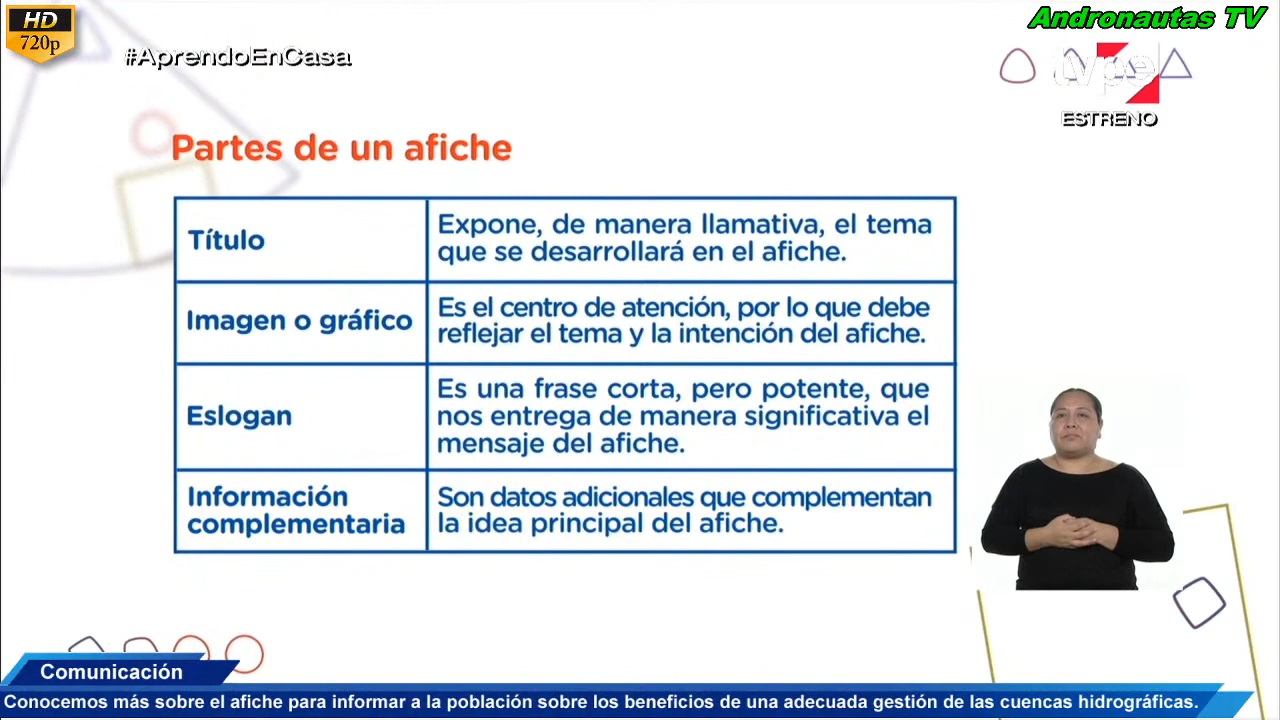 HD
720p
#AprendoEnCasa
Andronautas TV
tvpe
ESTRENO
Partes de un afiche
Título
Expone, de manera llamativa, el tema
que se desarrollará en el afiche.
Imagen o gráfico
Es el centro de atención, por lo que debe
reflejar el tema y la intención del afiche.
Eslogan
Es una frase corta, pero potente, que
nos entrega de manera significativa el
mensaje del afiche.
Información
complementaria
Son datos adicionales que complementan
la idea principal del afiche.
Comunicación
Conocemos más sobre el afiche para informar a la población sobre los beneficios de una adecuada gestión de las cuencas hidrográficas.